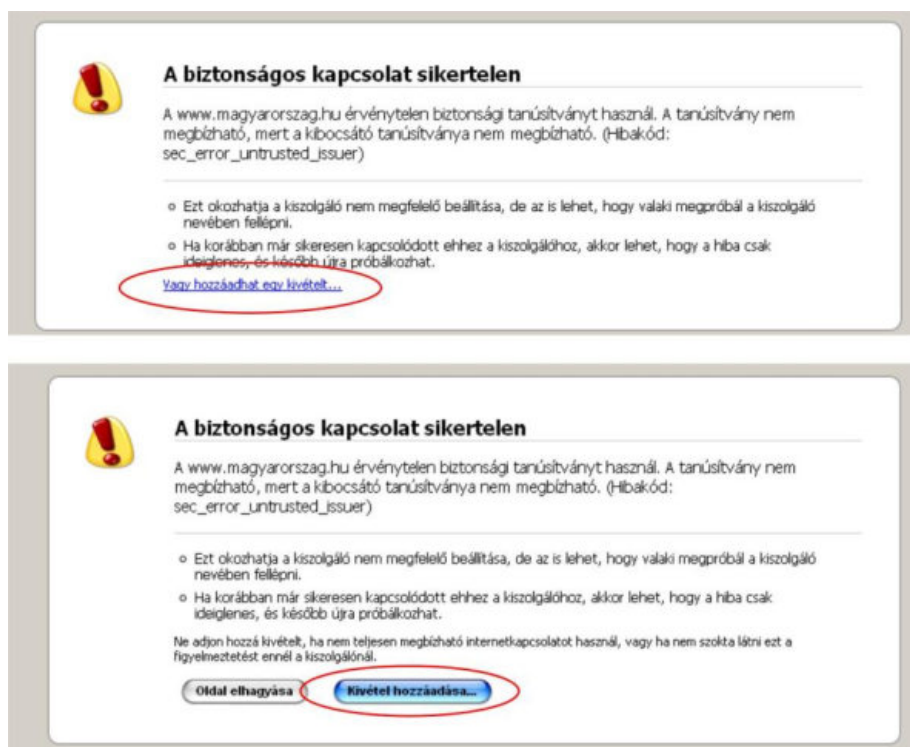 A biztonságos kapcsolat sikertelen
A www.magyarorszag.hu érvénytelen biztonsági tanúsítványt használ. A tanúsítvány nem
megbízható, mert a kibocsátó tanúsítványa nem megbízható. (Hibakód:
sec_error_untrusted_issuer)
Ezt okozhatja a kiszolgáló nem megfelelő beállítása, de az is lehet, hogy valaki megpróbál a kiszolgáló
nevében fellépni.
Ha korábban már sikeresen kapcsolódott ehhez a kiszolgálóhoz, akkor lehet, hogy a hiba csak
ideiglenes, és később újra próbálkozhat.
Vagy hozzáadhat egy kivételt...
A biztonságos kapcsolat sikertelen
A www.magyarorszag.hu érvénytelen biztonsági tanúsítványt használ. A tanúsítvány nem
megbízható, mert a kibocsátó tanúsítványa nem megbízható. (Hibakód:
sec_error_untrusted_issuer)
Ezt okozhatja a kiszolgáló nem megfelelő beállítása, de az is lehet, hogy valaki megpróbál a kiszolgáló
nevében fellépni.
Ha korábban már sikeresen kapcsolódott ehhez a kiszolgálóhoz, akkor lehet, hogy a hiba csak
ideiglenes, és később újra próbálkozhat.
Ne adjon hozzá kivételt, ha nem teljesen megbízható internetkapcsolatot használ, vagy ha nem szokta látni ezt a
figyelmeztetést ennél a kiszolgálónál.
Oldal elhagyása Kivétel hozzáadása...